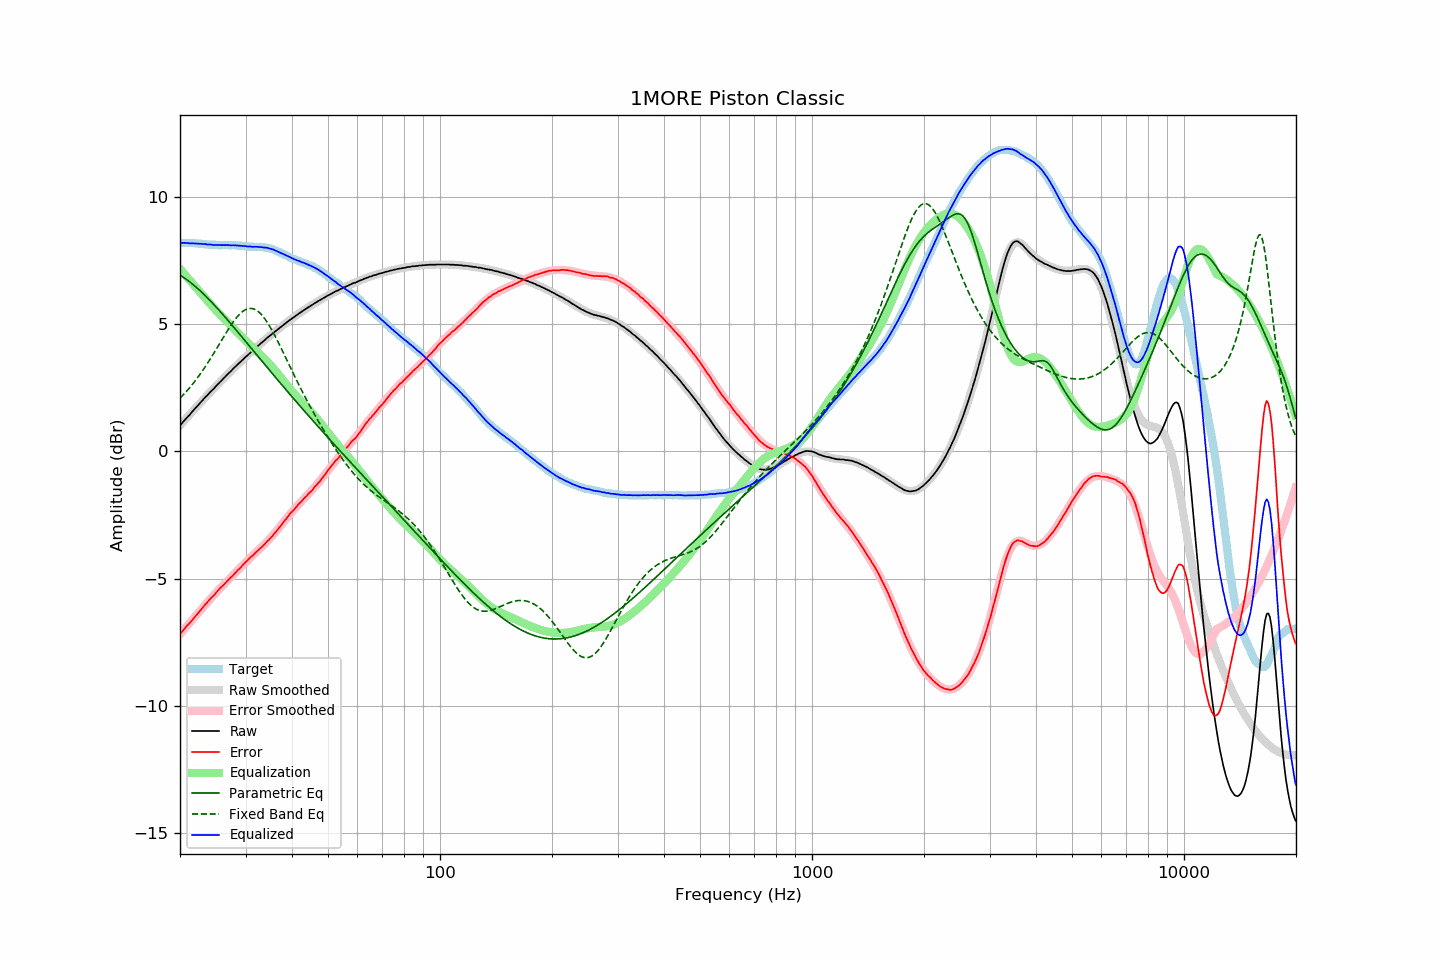 1MORE Piston Classic
Amplitude (dBr)
10
5
0
−5
−10
−15
Target
Raw Smoothed
Error Smoothed
Raw
Error
Equalization
Parametric Eq
Fixed Band Eq
Equalized
100
1000
10000
Frequency (Hz)